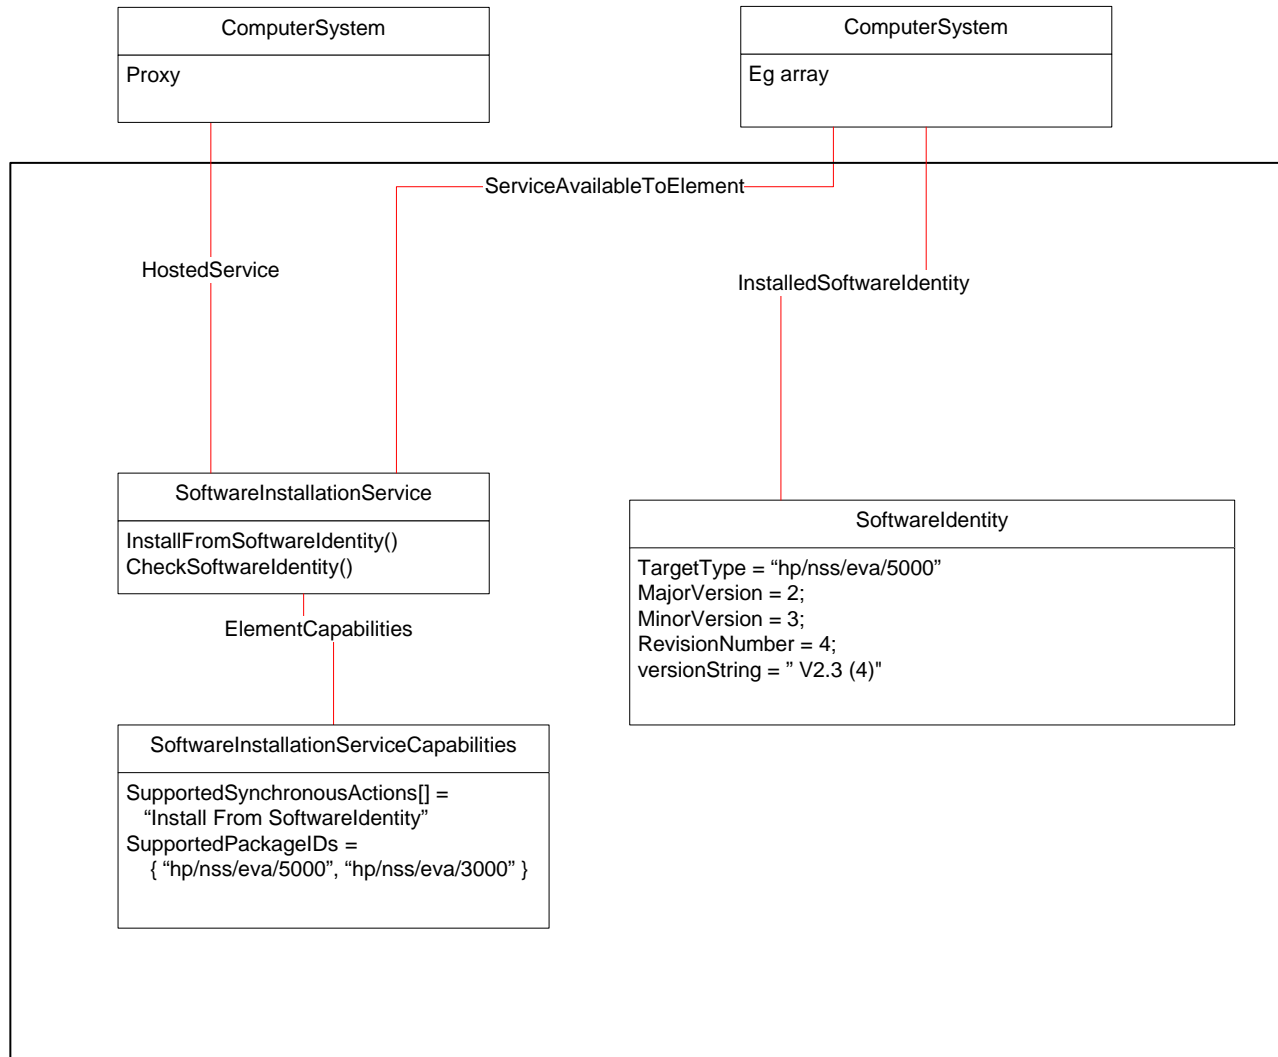 ComputerSystem
Proxy
ComputerSystem
Eg array
ServiceAvailableToElement
HostedService
InstalledSoftwareIdentity
SoftwareInstallationService
InstallFromSoftwareIdentity()
CheckSoftwareIdentity()
SoftwareIdentity
TargetType = “hp/nss/eva/5000”
MajorVersion = 2;
MinorVersion = 3;
RevisionNumber = 4;
versionString = ” V2.3 (4)"
ElementCapabilities
SoftwareInstallationServiceCapabilities
SupportedSynchronousActions[] =
“Install From SoftwareIdentity”
SupportedPackageIDs =
{ “hp/nss/eva/5000”, “hp/nss/eva/3000” }